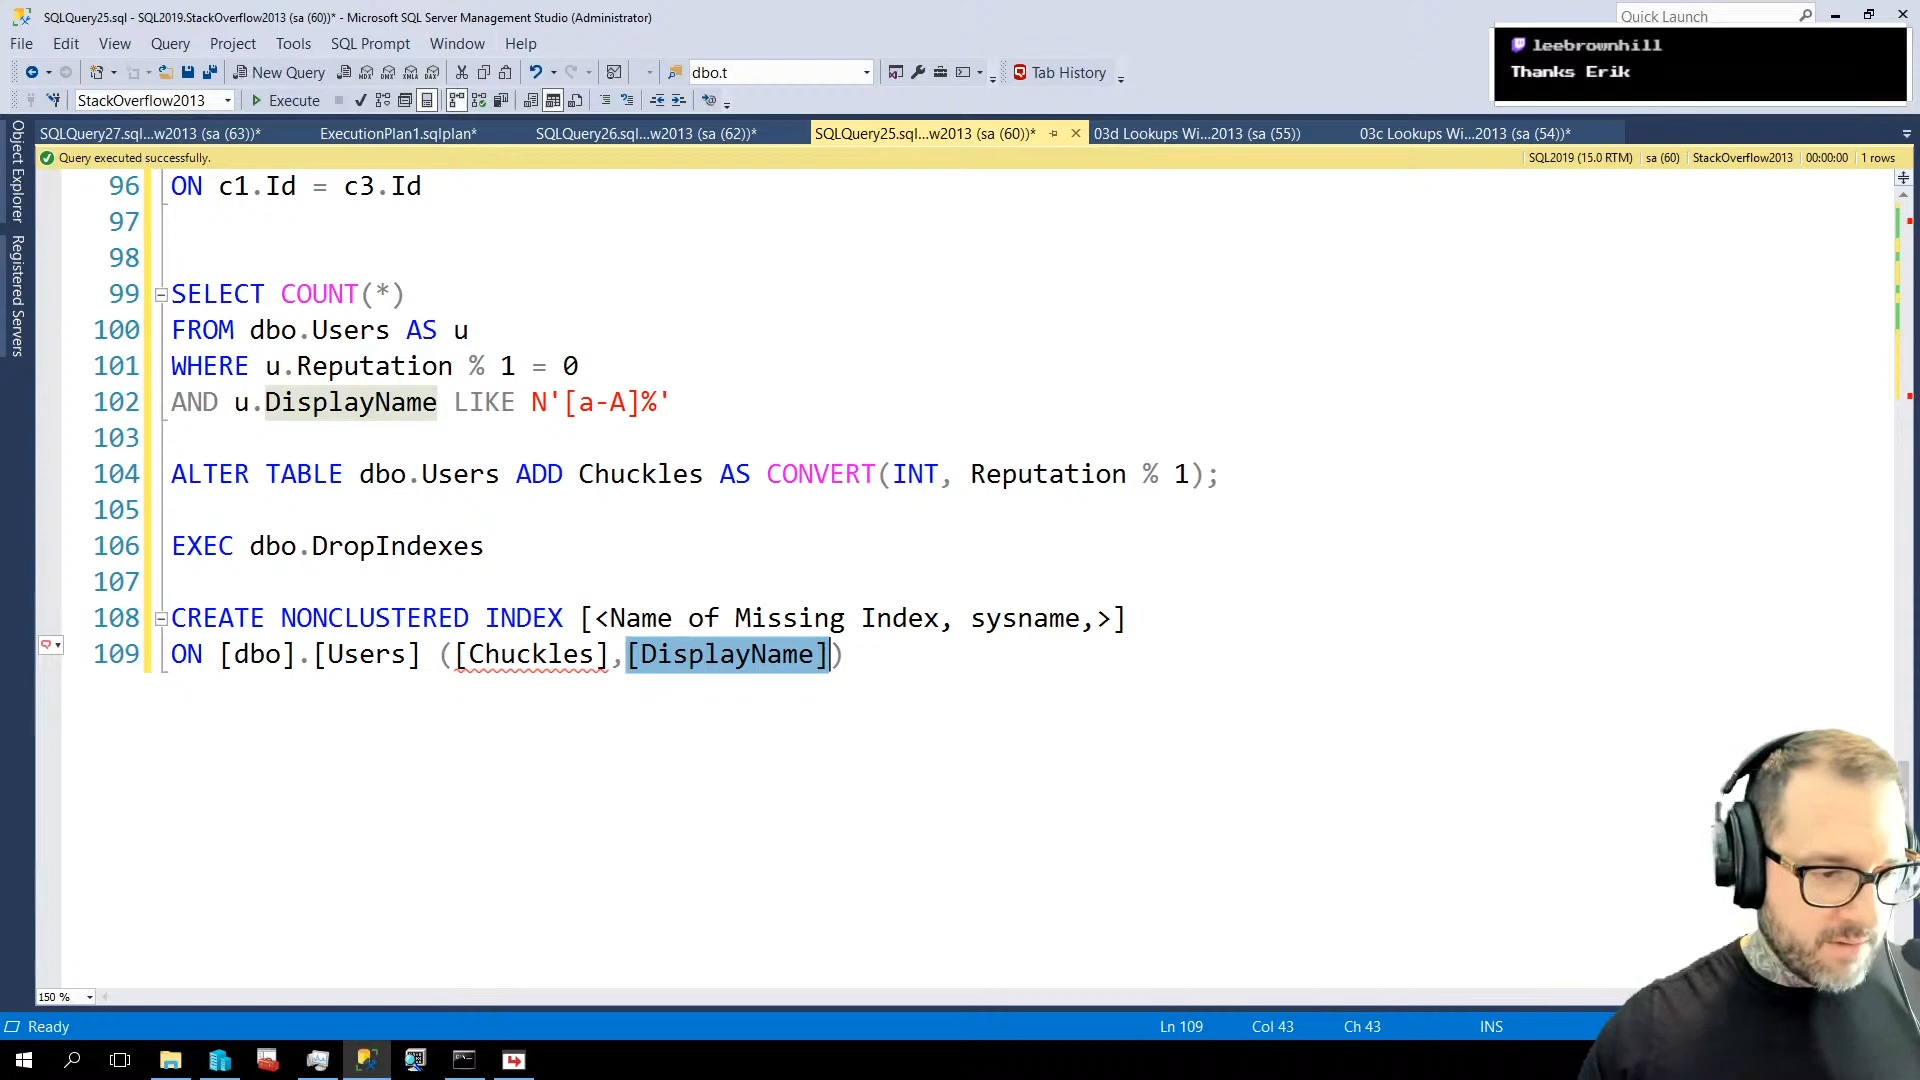 SQLQuery25.sql - SQL2019.StackOverflow2013 (sa (60))* - Microsoft SQL Server Management Studio (Administrator)
Quick Launch
leebrownhill
Thanks Erik
File Edit View Query Project Tools SQL Prompt Window Help
New Query
dbo.t
Tab History
StackOverflow2013
Execute
SQLQuery27.sql...w2013 (sa (63))*
ExecutionPlan1.sqlplan*
SQLQuery26.sql...w2013 (sa (62))*
SQLQuery25.sql...w2013 (sa (60))*
03d Lookups Wi...2013 (sa (55))
03c Lookups Wi...2013 (sa (54))*
Query executed successfully.
SQL2019 (15.0 RTM)
sa (60)
StackOverflow2013
00:00:00
1 rows
Object Explorer
Registered Servers
96 ON c1.Id = c3.Id
97
98
99 SELECT COUNT(*)
100 FROM dbo.Users AS u
101 WHERE u.Reputation % 1 = 0
102 AND u.DisplayName LIKE N'[a-A]%'
103
104 ALTER TABLE dbo.Users ADD Chuckles AS CONVERT(INT, Reputation % 1);
105
106 EXEC dbo.DropIndexes
107
108 CREATE NONCLUSTERED INDEX [<Name of Missing Index, sysname,>]
109 ON [dbo].[Users] ([Chuckles],[DisplayName])
150 %
Ready
Ln 109
Col 43
Ch 43
INS